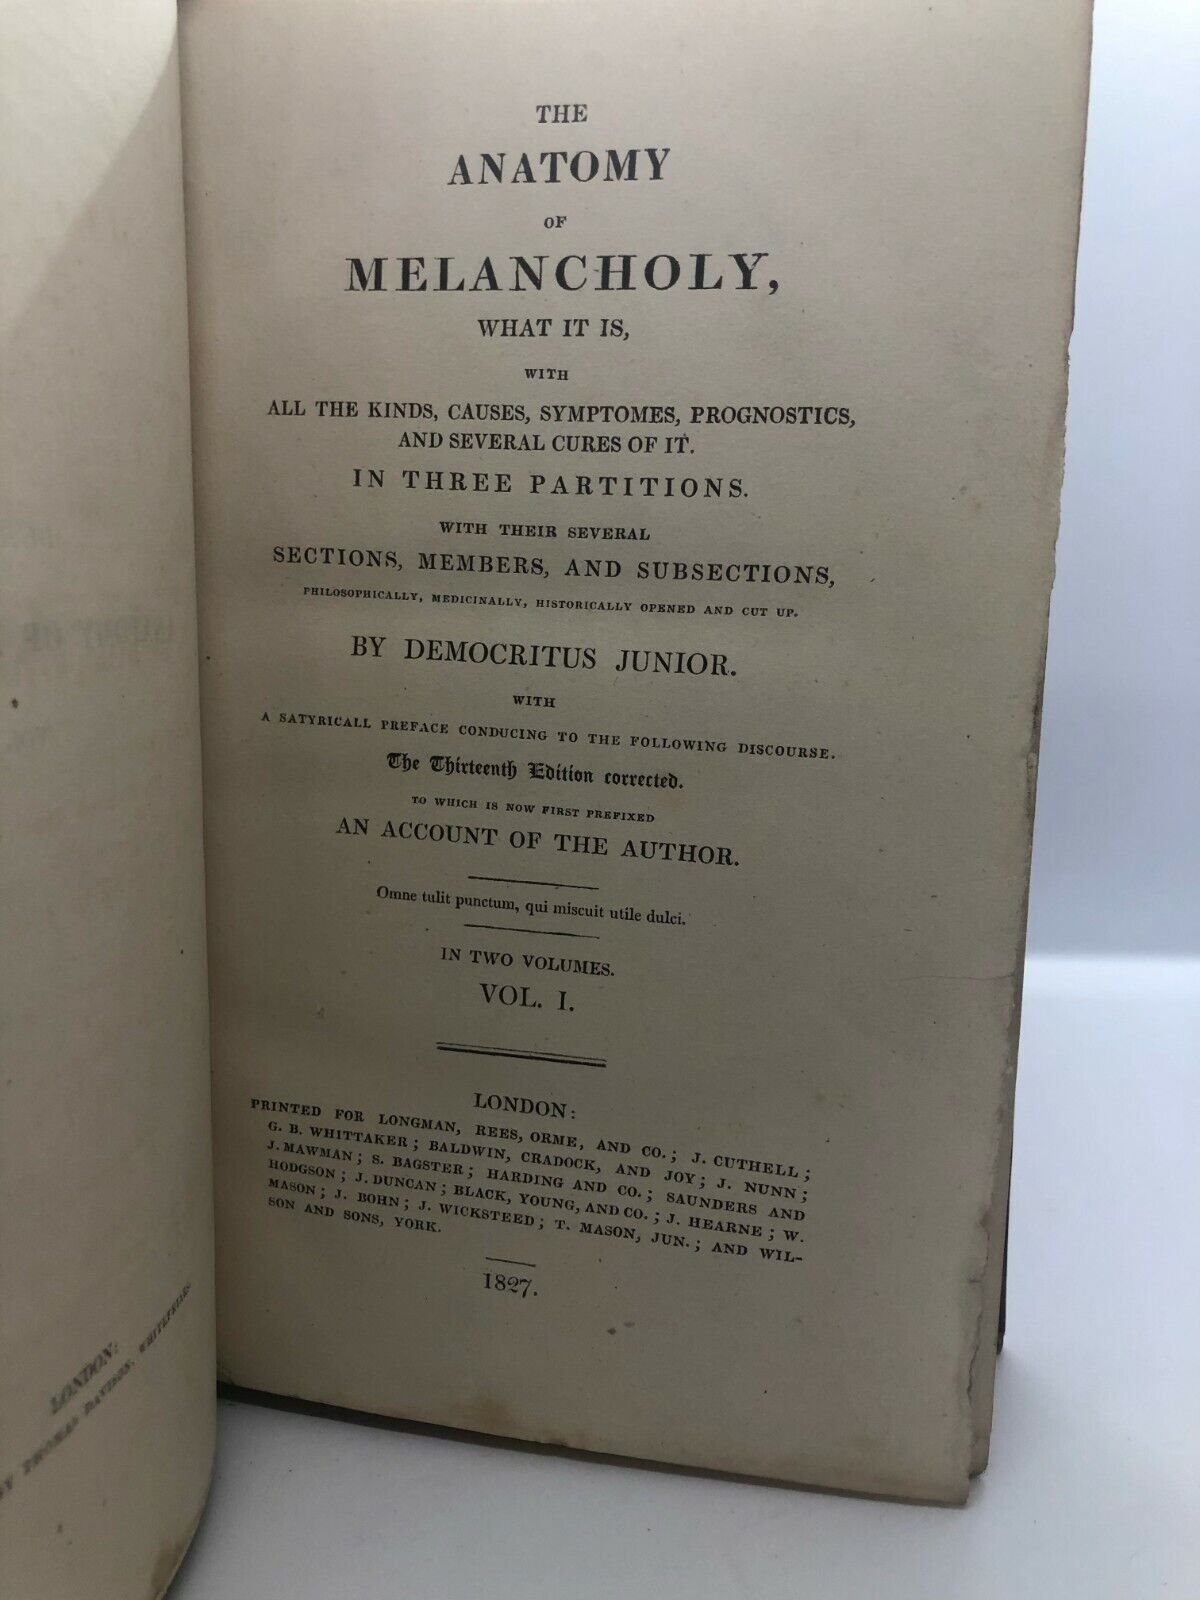 THE
ANATOMY
OF
MELANCHOLY,
WHAT IT IS,
WITH
ALL THE KINDS, CAUSES, SYMPTOMES, PROGNOSTICS,
AND SEVERAL CURES OF IT.
IN THREE PARTITIONS.
WITH THEIR SEVERAL
SECTIONS, MEMBERS, AND SUBSECTIONS,
PHILOSOPHICALLY, MEDICINALLY, HISTORICALLY OPENED AND CUT UP.
BY DEMOCRITUS JUNIOR.
WITH
A SATYRICALL PREFACE CONDUCING TO THE FOLLOWING DISCOURSE.
The Thirteenth Edition corrected.
TO WHICH IS NOW FIRST PREFIXED
AN ACCOUNT OF THE AUTHOR.
Omne tulit punctum, qui miscuit utile dulci.
IN TWO VOLUMES.
VOL. I.
LONDON:
PRINTED FOR LONGMAN, REES, ORME, AND CO.; J. CUTHELL;
G. B. WHITTAKER; BALDWIN, CRADOCK, AND JOY; J. NUNN;
J. MAWMAN; S. BAGSTER; HARDING AND CO.; SAUNDERS AND
HODGSON; J. DUNCAN; BLACK, YOUNG, AND CO.; J. HEARNE; W.
MASON; J. BOHN; J. WICKSTEED; T. MASON, JUN.; AND WIL-
SON AND SONS, YORK.
1827.
LONDON:
BY THOMAS DAVISON, WHITEFRIARS.